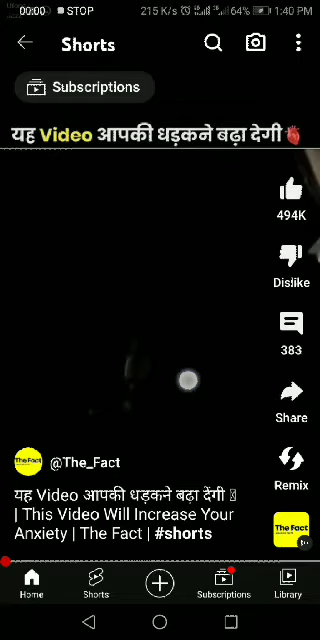 00:00 STOP 215 K/s 64% 1:40 PM
Shorts
Subscriptions
यह Video आपकी धड़कने बढ़ा देगी
494K
Dislike
383
Share
@The_Fact
Remix
यह Video आपकी धड़कने बढ़ा देंगी
| This Video Will Increase Your
Anxiety | The Fact | #shorts
The Fact
The Fact
Home
Shorts
Subscriptions
Library